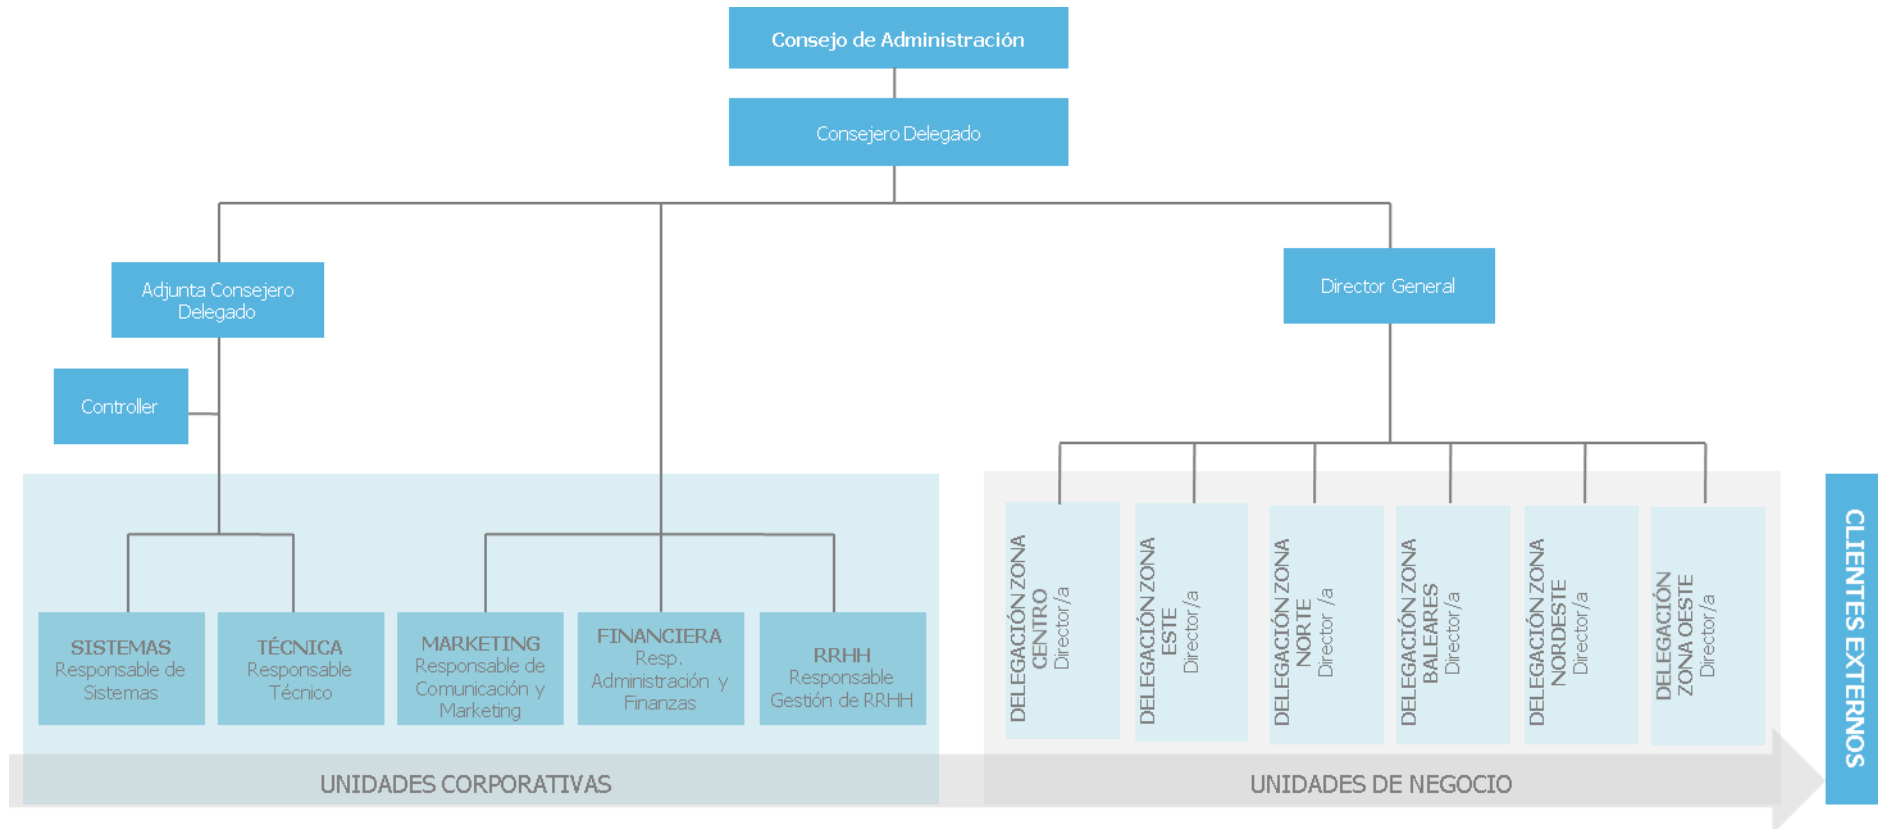 Consejo de Administración
Consejero Delegado
Adjunta Consejero
Delegado
Director General
Controller
SISTEMAS
Responsable de
Sistemas
TÉCNICA
Responsable
Técnico
MARKETING
Responsable de
Comunicación y
Marketing
FINANCIERA
Resp.
Administración y
Finanzas
RRHH
Responsable
Gestión de RRHH
DELEGACIÓN ZONA
CENTRO
Director/a
DELEGACIÓN ZONA
ESTE
Director/a
DELEGACIÓN ZONA
NORTE
Director /a
DELEGACIÓN ZONA
BALEARES
Director/a
DELEGACIÓN ZONA
NORDESTE
Director/a
DELEGACIÓN
ZONA OESTE
Director/a
CLIENTES EXTERNOS
UNIDADES CORPORATIVAS
UNIDADES DE NEGOCIO